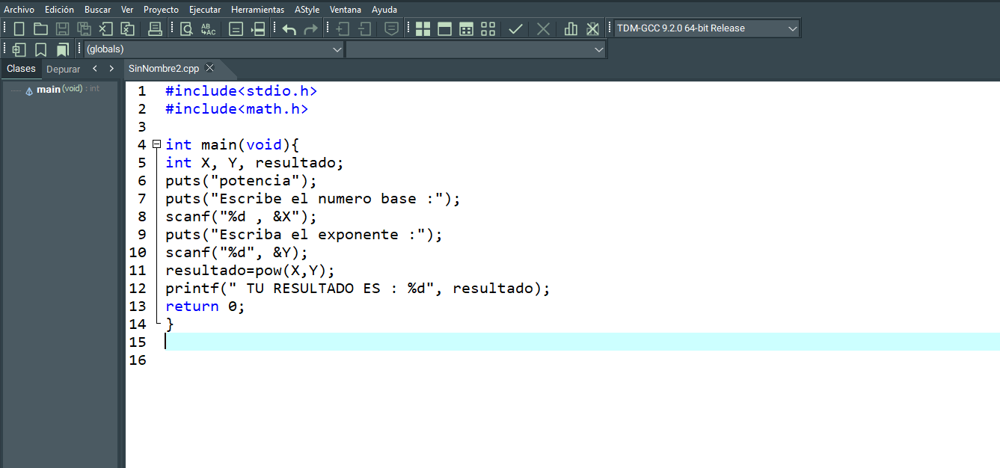 Archivo Edición Buscar Ver Proyecto Ejecutar Herramientas AStyle Ventana Ayuda
TDM-GCC 9.2.0 64-bit Release
(globals)
Clases Depurar < > SinNombre2.cpp
main (void) : int
1 #include<stdio.h>
2 #include<math.h>
3
4 int main(void){
5 int X, Y, resultado;
6 puts("potencia");
7 puts("Escribe el numero base :");
8 scanf("%d , &X");
9 puts("Escriba el exponente :");
10 scanf("%d", &Y);
11 resultado=pow(X,Y);
12 printf(" TU RESULTADO ES : %d", resultado);
13 return 0;
14 }
15
16